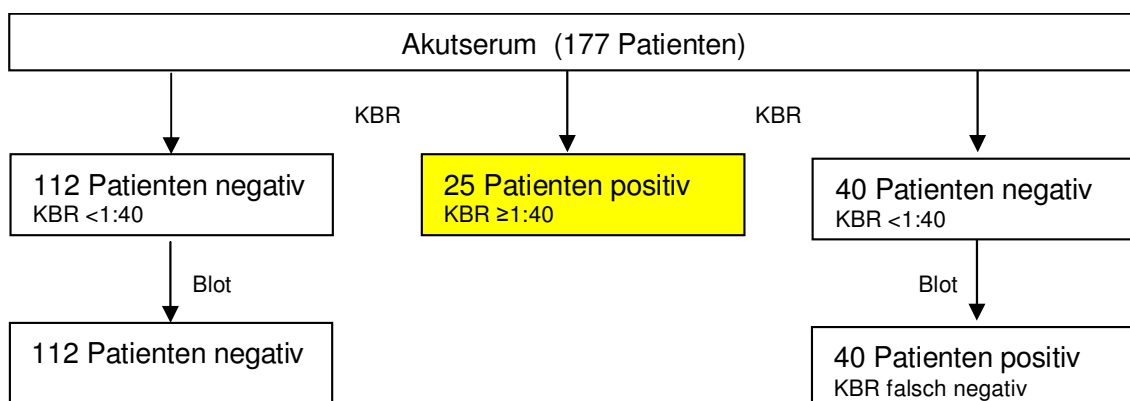 Akutserum (177 Patienten)
KBR
KBR
112 Patienten negativ
KBR <1:40
25 Patienten positiv
KBR ≥1:40
40 Patienten negativ
KBR <1:40
Blot
Blot
112 Patienten negativ
40 Patienten positiv
KBR falsch negativ